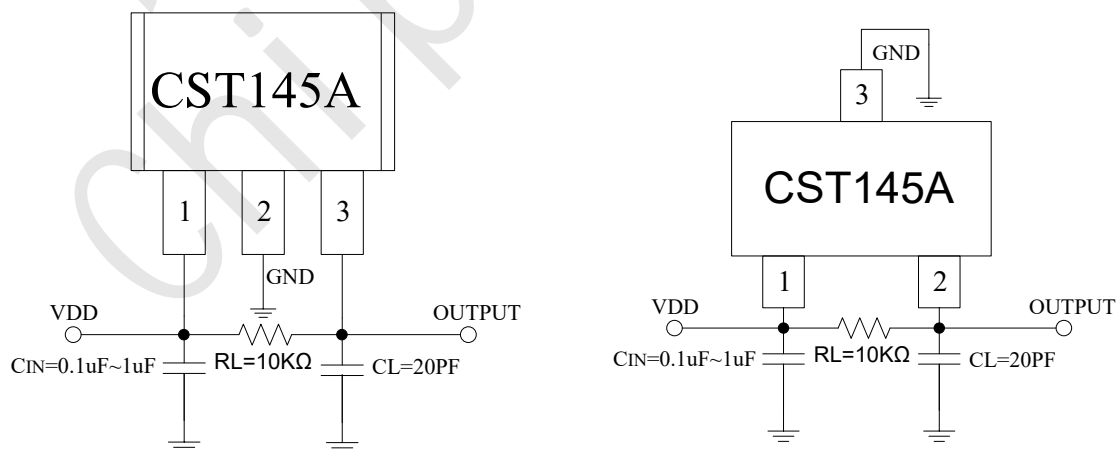 CST145A
1 2 3
GND
VDD
OUTPUT
CIN=0.1uF~1uF
RL=10KΩ
CL=20PF
GND
3
CST145A
1 2
VDD
OUTPUT
CIN=0.1uF~1uF
RL=10KΩ
CL=20PF
Chip